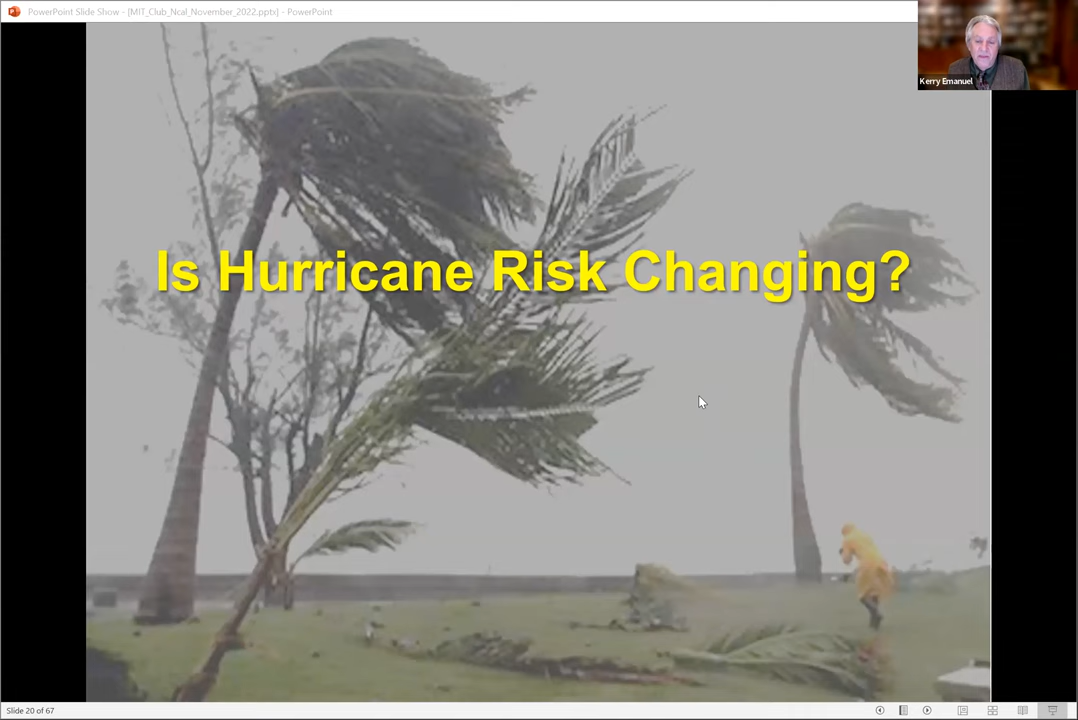 PowerPoint Slide Show - [MIT_Club_Ncal_November_2022.pptx] - PowerPoint
Kerry Emanuel
Is Hurricane Risk Changing?
Slide 20 of 67